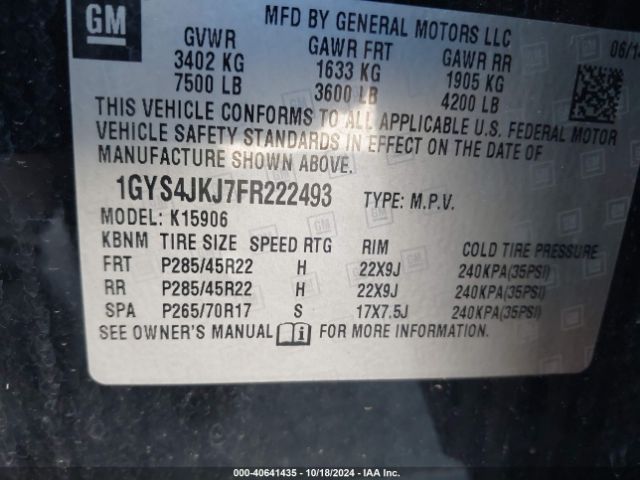 GM
MFD BY GENERAL MOTORS LLC
GVWR GAWR FRT GAWR RR
3402 KG 1633 KG 1905 KG
7500 LB 3600 LB 4200 LB
06/14
THIS VEHICLE CONFORMS TO ALL APPLICABLE U.S. FEDERAL MOTOR
VEHICLE SAFETY STANDARDS IN EFFECT ON THE DATE OF
MANUFACTURE SHOWN ABOVE.
1GYS4JKJ7FR222493 TYPE: M.P.V.
MODEL: K15906
KBNM TIRE SIZE SPEED RTG RIM COLD TIRE PRESSURE
FRT P285/45R22 H 22X9J 240KPA(35PSI)
RR P285/45R22 H 22X9J 240KPA(35PSI)
SPA P265/70R17 S 17X7.5J 240KPA(35PSI)
SEE OWNER'S MANUAL FOR MORE INFORMATION.
000-40641435 - 10/18/2024 - IAA Inc.